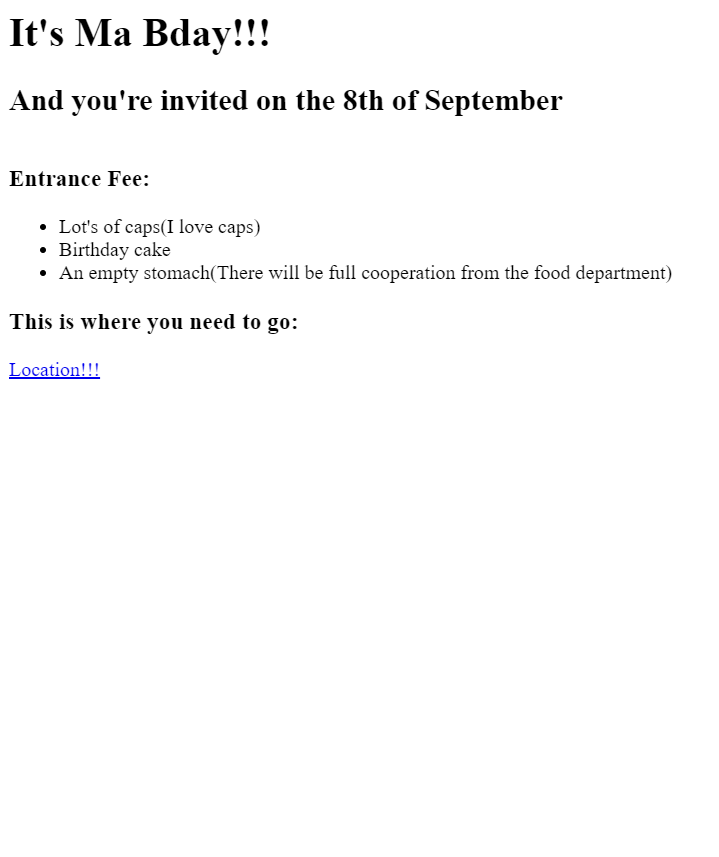 It's Ma Bday!!!
And you're invited on the 8th of September
Entrance Fee:
Lot's of caps(I love caps)
Birthday cake
An empty stomach(There will be full cooperation from the food department)
This is where you need to go:
Location!!!